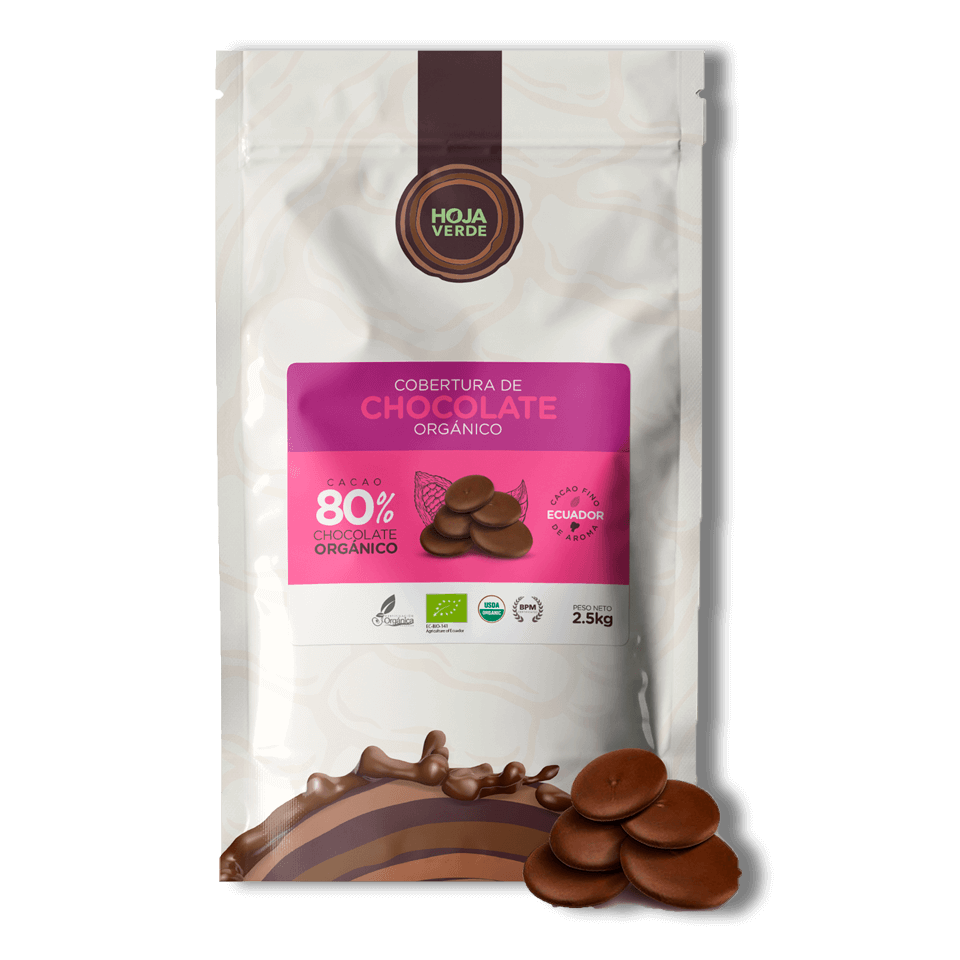 HOJA
VERDE
COBERTURA DE
CHOCOLATE
ORGÁNICO
CACAO
80%
CHOCOLATE
ORGÁNICO
CACAO FINO
ECUADOR
DE AROMA
Orgánica
EC-BIO-141
Agriculture of Ecuador
USDA
ORGANIC
BPM
PESO NETO
2.5kg